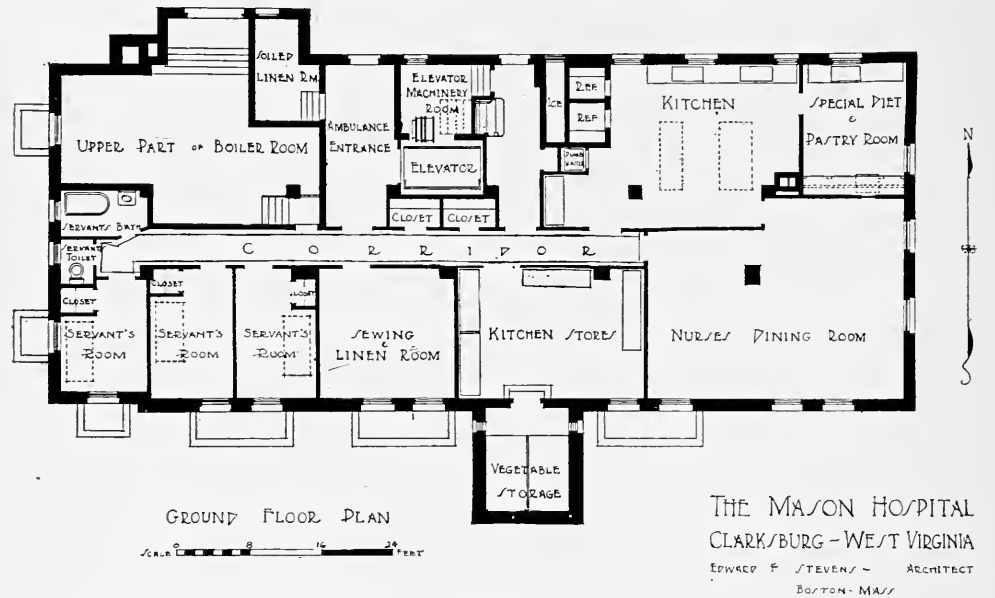 SOILED
LINEN RM.
ELEVATOR
MACHINERY
ROOM
AMBULANCE
ENTRANCE
ICE
REF.
REF
KITCHEN
SPECIAL DIET
&
PASTRY ROOM
UPPER PART OF BOILER ROOM
ELEVATOR
DUMB
WAITER
N
SERVANTS BATH
CLOSET
CLOSET
SERVANTS
TOILET
CORRIDOR
CLOSET
CLOSET
CLOSET
SERVANT'S
ROOM
SERVANT'S
ROOM
SERVANT'S
ROOM
SEWING
&
LINEN ROOM
KITCHEN STORES
NURSES DINING ROOM
VEGETABLE
STORAGE
GROUND FLOOR PLAN
SCALE 0 8 16 24 FEET
THE MASON HOSPITAL
CLARKSBURG - WEST VIRGINIA
EDWARD F STEVENS - ARCHITECT
BOSTON - MASS